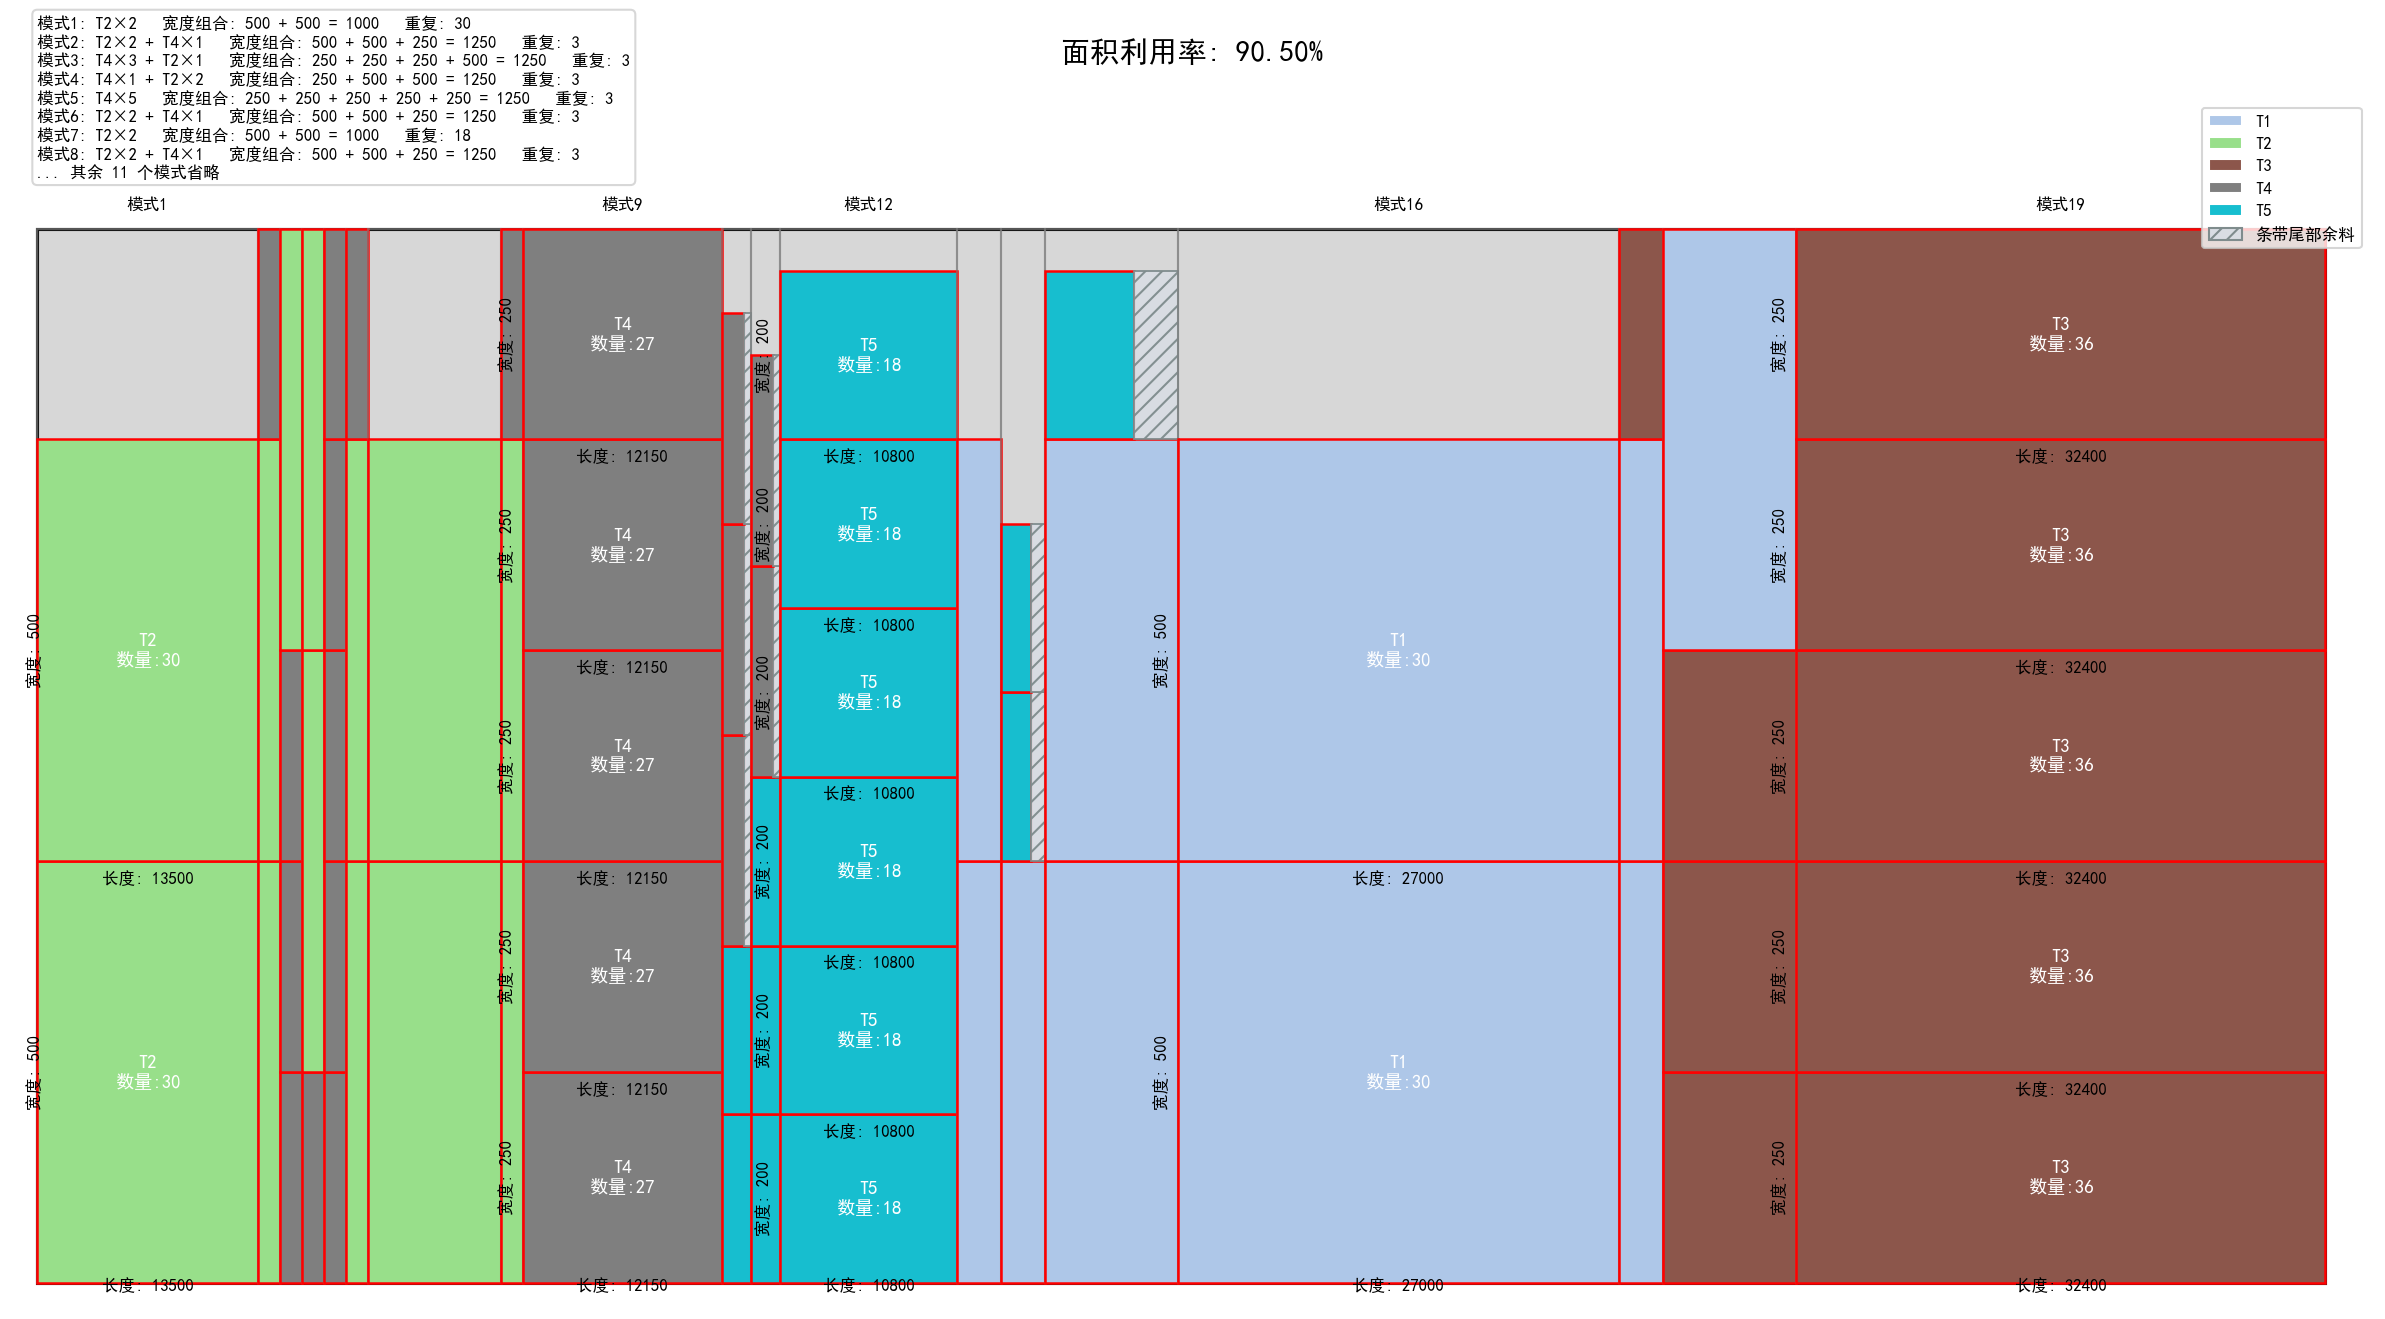 模式1: T2×2   宽度组合: 500 + 500 = 1000   重复: 30
模式2: T2×2 + T4×1   宽度组合: 500 + 500 + 250 = 1250   重复: 3
模式3: T4×3 + T2×1   宽度组合: 250 + 250 + 250 + 500 = 1250   重复: 3
模式4: T4×1 + T2×2   宽度组合: 250 + 500 + 500 = 1250   重复: 3
模式5: T4×5   宽度组合: 250 + 250 + 250 + 250 + 250 = 1250   重复: 3
模式6: T2×2 + T4×1   宽度组合: 500 + 500 + 250 = 1250   重复: 3
模式7: T2×2   宽度组合: 500 + 500 = 1000   重复: 18
模式8: T2×2 + T4×1   宽度组合: 500 + 500 + 250 = 1250   重复: 3
... 其余 11 个模式省略
面积利用率: 90.50%
T1
T2
T3
T4
T5
条带尾部余料
模式1
模式9
模式12
模式16
模式19
宽度: 500
T2
数量:30
长度: 13500
宽度: 500
T2
数量:30
长度: 13500
宽度: 250
T4
数量:27
长度: 12150
宽度: 250
T4
数量:27
长度: 12150
宽度: 250
T4
数量:27
长度: 12150
宽度: 250
T4
数量:27
长度: 12150
宽度: 250
T4
数量:27
长度: 12150
宽度: 200
T5
数量:18
长度: 10800
宽度: 200
T5
数量:18
长度: 10800
宽度: 200
T5
数量:18
长度: 10800
宽度: 200
T5
数量:18
长度: 10800
宽度: 200
T5
数量:18
长度: 10800
宽度: 200
T5
数量:18
长度: 10800
宽度: 500
T1
数量:30
长度: 27000
宽度: 500
T1
数量:30
长度: 27000
宽度: 250
T3
数量:36
长度: 32400
宽度: 250
T3
数量:36
长度: 32400
宽度: 250
T3
数量:36
长度: 32400
宽度: 250
T3
数量:36
长度: 32400
宽度: 250
T3
数量:36
长度: 32400